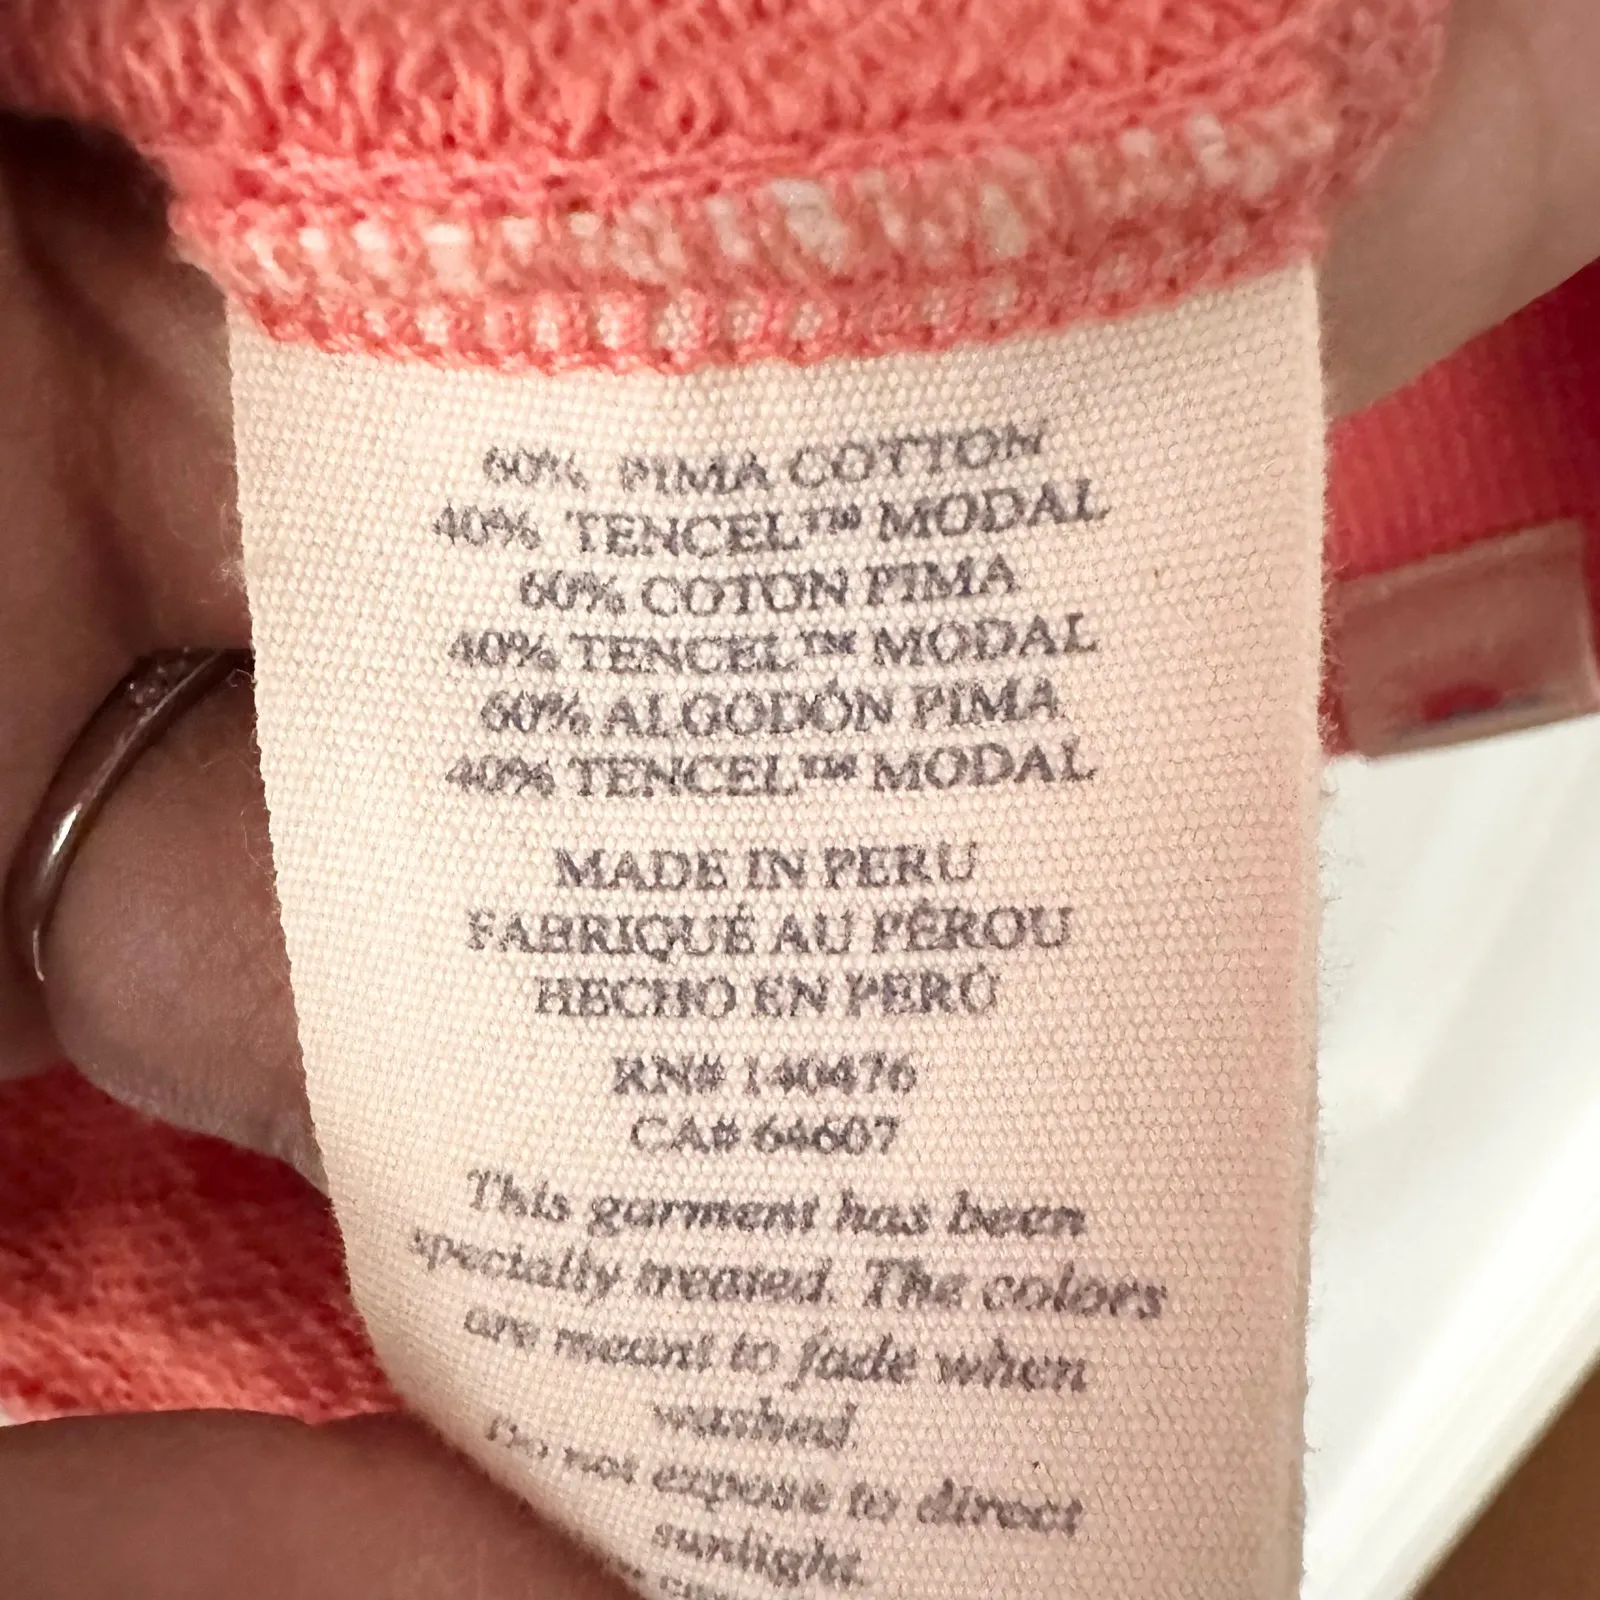 60% PIMA COTTON
40% TENCEL™ MODAL
60% COTON PIMA
40% TENCEL™ MODAL
60% ALGODÓN PIMA
40% TENCEL™ MODAL
MADE IN PERU
FABRIQUÉ AU PÉROU
HECHO EN PERÚ
RN# 140476
CA# 64607
This garment has been
specially treated. The colors
are meant to fade when
washed.
Do not expose to direct
sunlight.